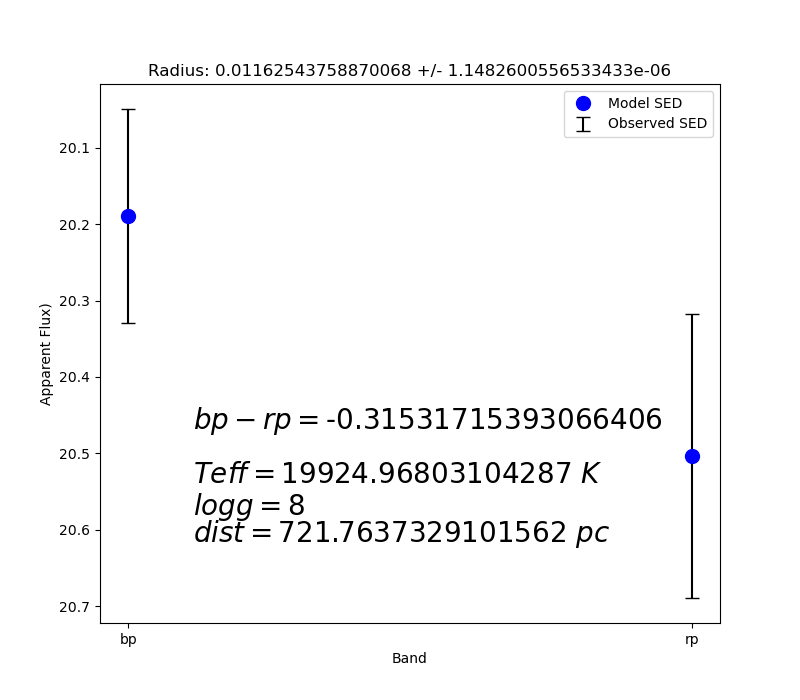 Radius: 0.01162543758870068 +/- 1.1482600556533433e-06
Model SED
Observed SED
20.1
20.2
20.3
20.4
20.5
20.6
20.7
Apparent Flux)
bp − rp = -0.31531715393066406
Teff = 19924.96803104287 K
logg = 8
dist = 721.7637329101562 pc
bp
rp
Band